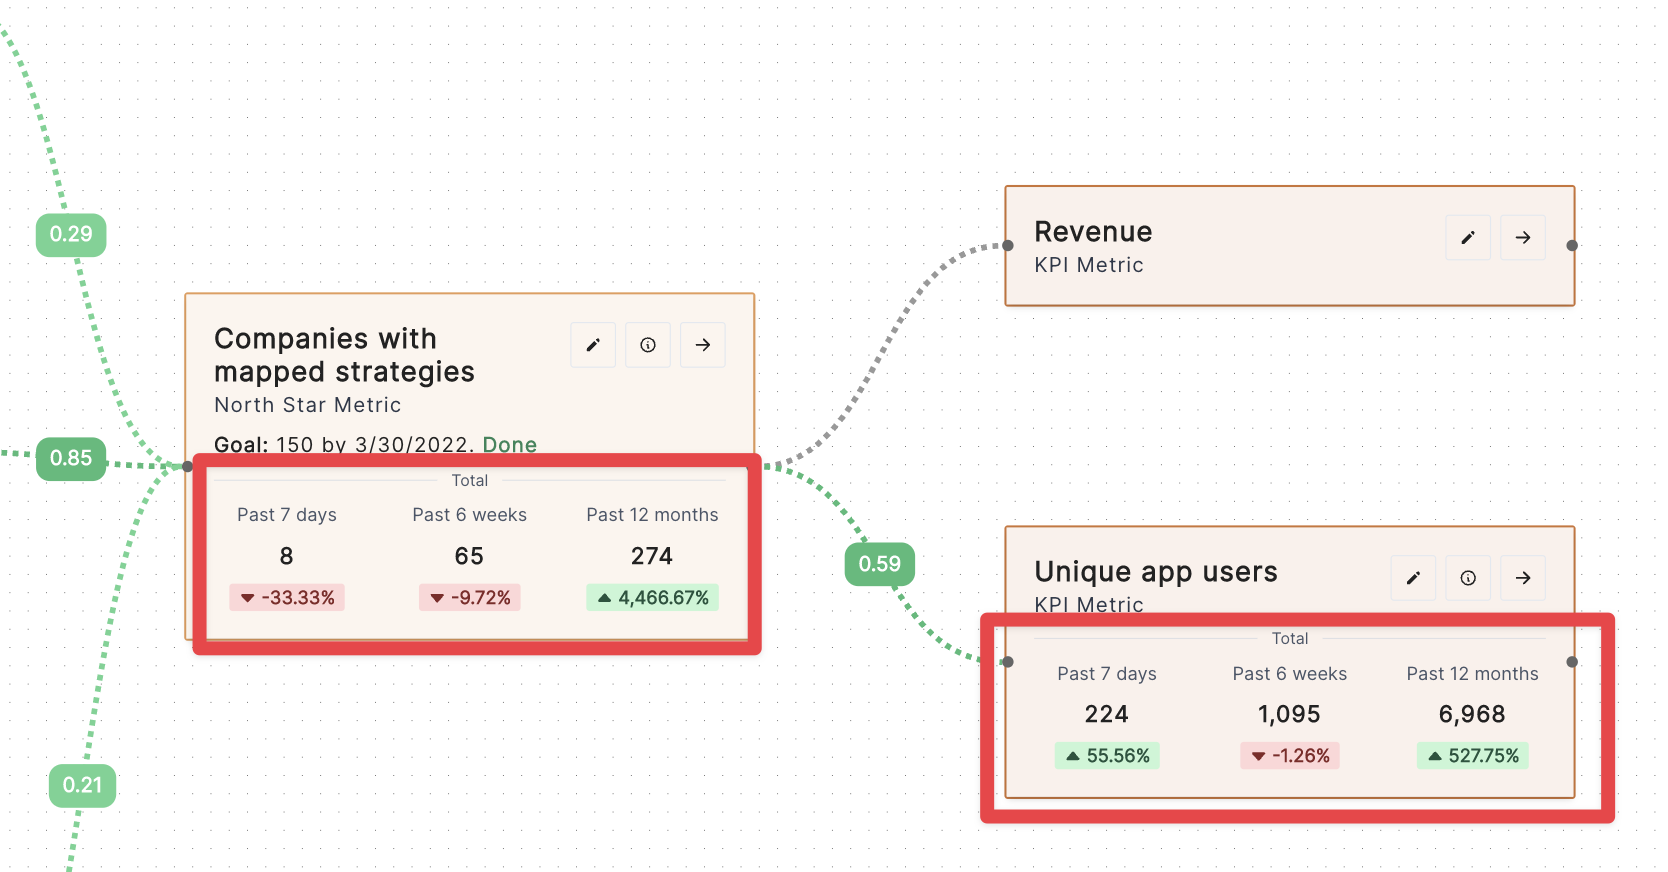 0.29
0.85
0.21
Companies with
mapped strategies
North Star Metric
Goal: 150 by 3/30/2022. Done
Total
Past 7 days Past 6 weeks Past 12 months
8 65 274
-33.33% -9.72% 4,466.67%
0.59
Revenue
KPI Metric
Unique app users
KPI Metric
Total
Past 7 days Past 6 weeks Past 12 months
224 1,095 6,968
55.56% -1.26% 527.75%